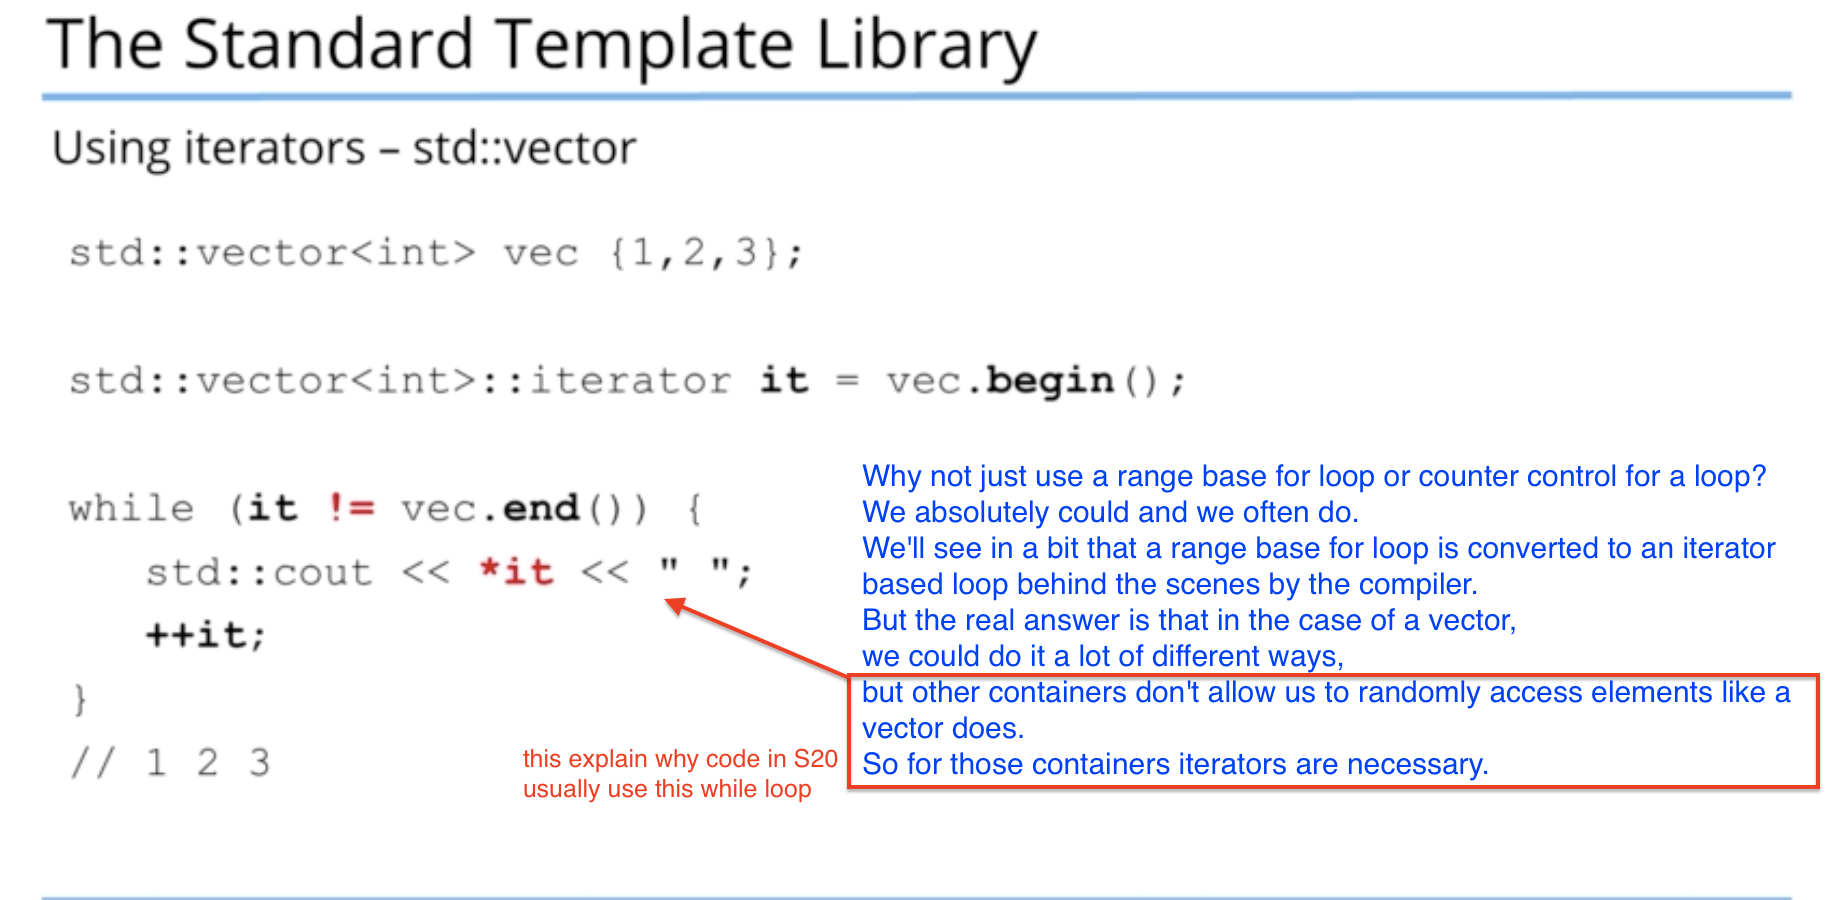 The Standard Template Library
Using iterators – std::vector
std::vector<int> vec {1,2,3};
std::vector<int>::iterator it = vec.begin();
while (it != vec.end()) {
std::cout << *it << " ";
++it;
}
// 1 2 3
Why not just use a range base for loop or counter control for a loop?
We absolutely could and we often do.
We'll see in a bit that a range base for loop is converted to an iterator
based loop behind the scenes by the compiler.
But the real answer is that in the case of a vector,
we could do it a lot of different ways,
but other containers don't allow us to randomly access elements like a
vector does.
So for those containers iterators are necessary.
this explain why code in S20
usually use this while loop